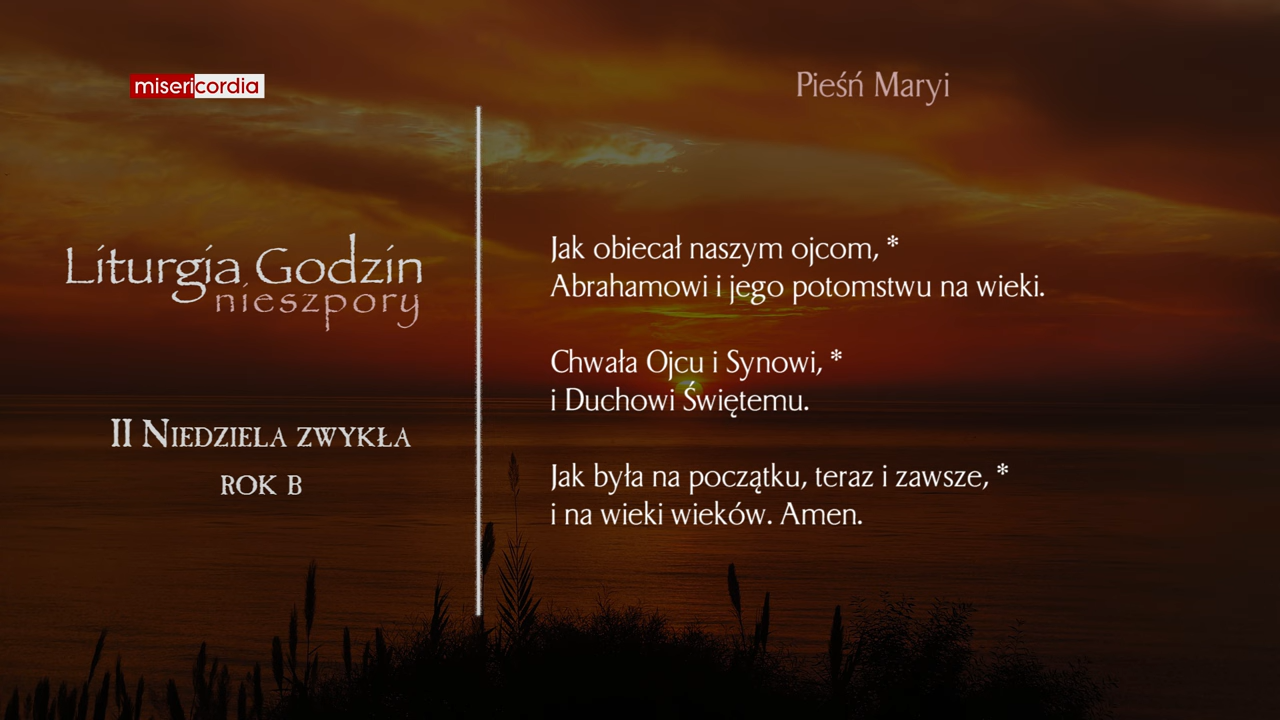 misericordia
Liturgia Godzin
nieszpory
II Niedziela zwykła
rok B
Pieśń Maryi
Jak obiecał naszym ojcom, *
Abrahamowi i jego potomstwu na wieki.
Chwała Ojcu i Synowi, *
i Duchowi Świętemu.
Jak była na początku, teraz i zawsze, *
i na wieki wieków. Amen.